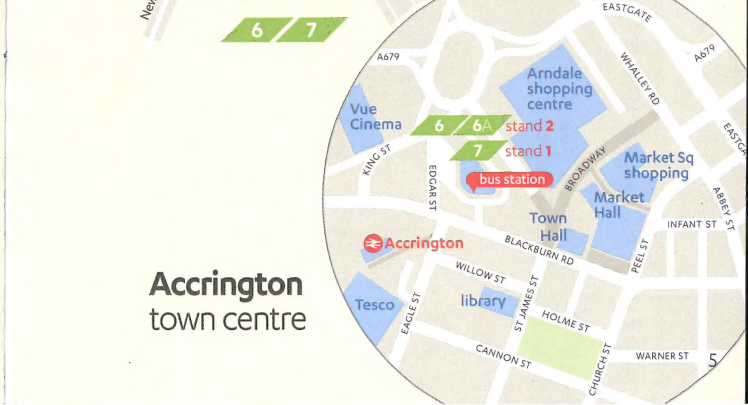 New
6 / 7
EASTGATE
A679
A679
WHALLEY RD
Arndale
shopping
centre
Vue
Cinema
6 / 6A stand 2
7 stand 1
KING ST
EDGAR ST
bus station
BROADWAY
Market Sq
shopping
Market
Hall
Town
Hall
ABBEY ST
INFANT ST
Accrington
BLACKBURN RD
PEEL ST
WILLOW ST
Accrington
town centre
Tesco
library
EAGLE ST
ST JAMES ST
HOLME ST
CANNON ST
CHURCH ST
WARNER ST
5